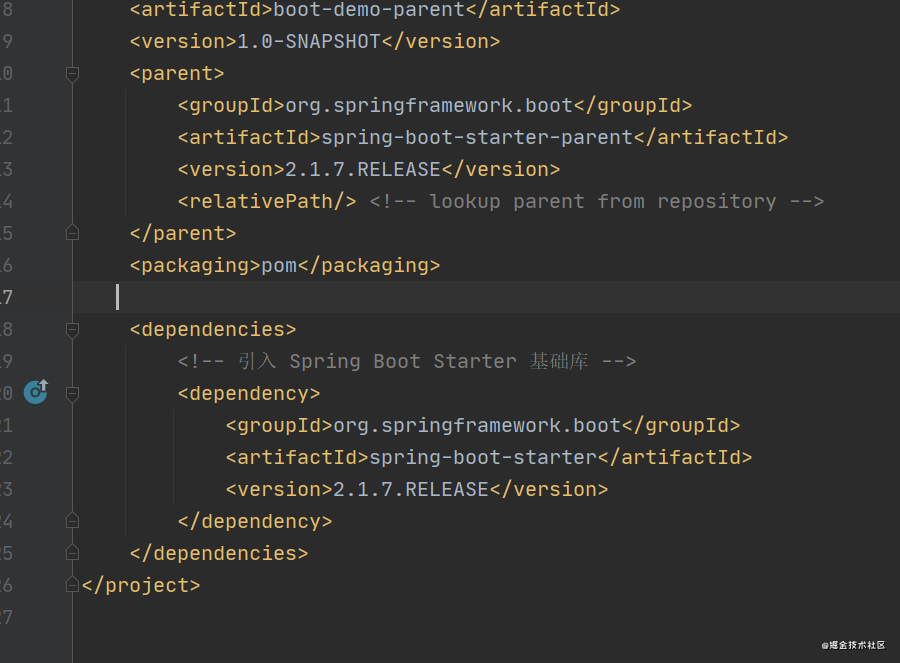 8 <artifactId>boot-demo-parent</artifactId>
9 <version>1.0-SNAPSHOT</version>
0 <parent>
1 <groupId>org.springframework.boot</groupId>
2 <artifactId>spring-boot-starter-parent</artifactId>
3 <version>2.1.7.RELEASE</version>
4 <relativePath/> <!-- lookup parent from repository -->
5 </parent>
6 <packaging>pom</packaging>
7
8 <dependencies>
9 <!-- 引入 Spring Boot Starter 基础库 -->
0 <dependency>
1 <groupId>org.springframework.boot</groupId>
2 <artifactId>spring-boot-starter</artifactId>
3 <version>2.1.7.RELEASE</version>
4 </dependency>
5 </dependencies>
6 </project>
7
@掘金技术社区